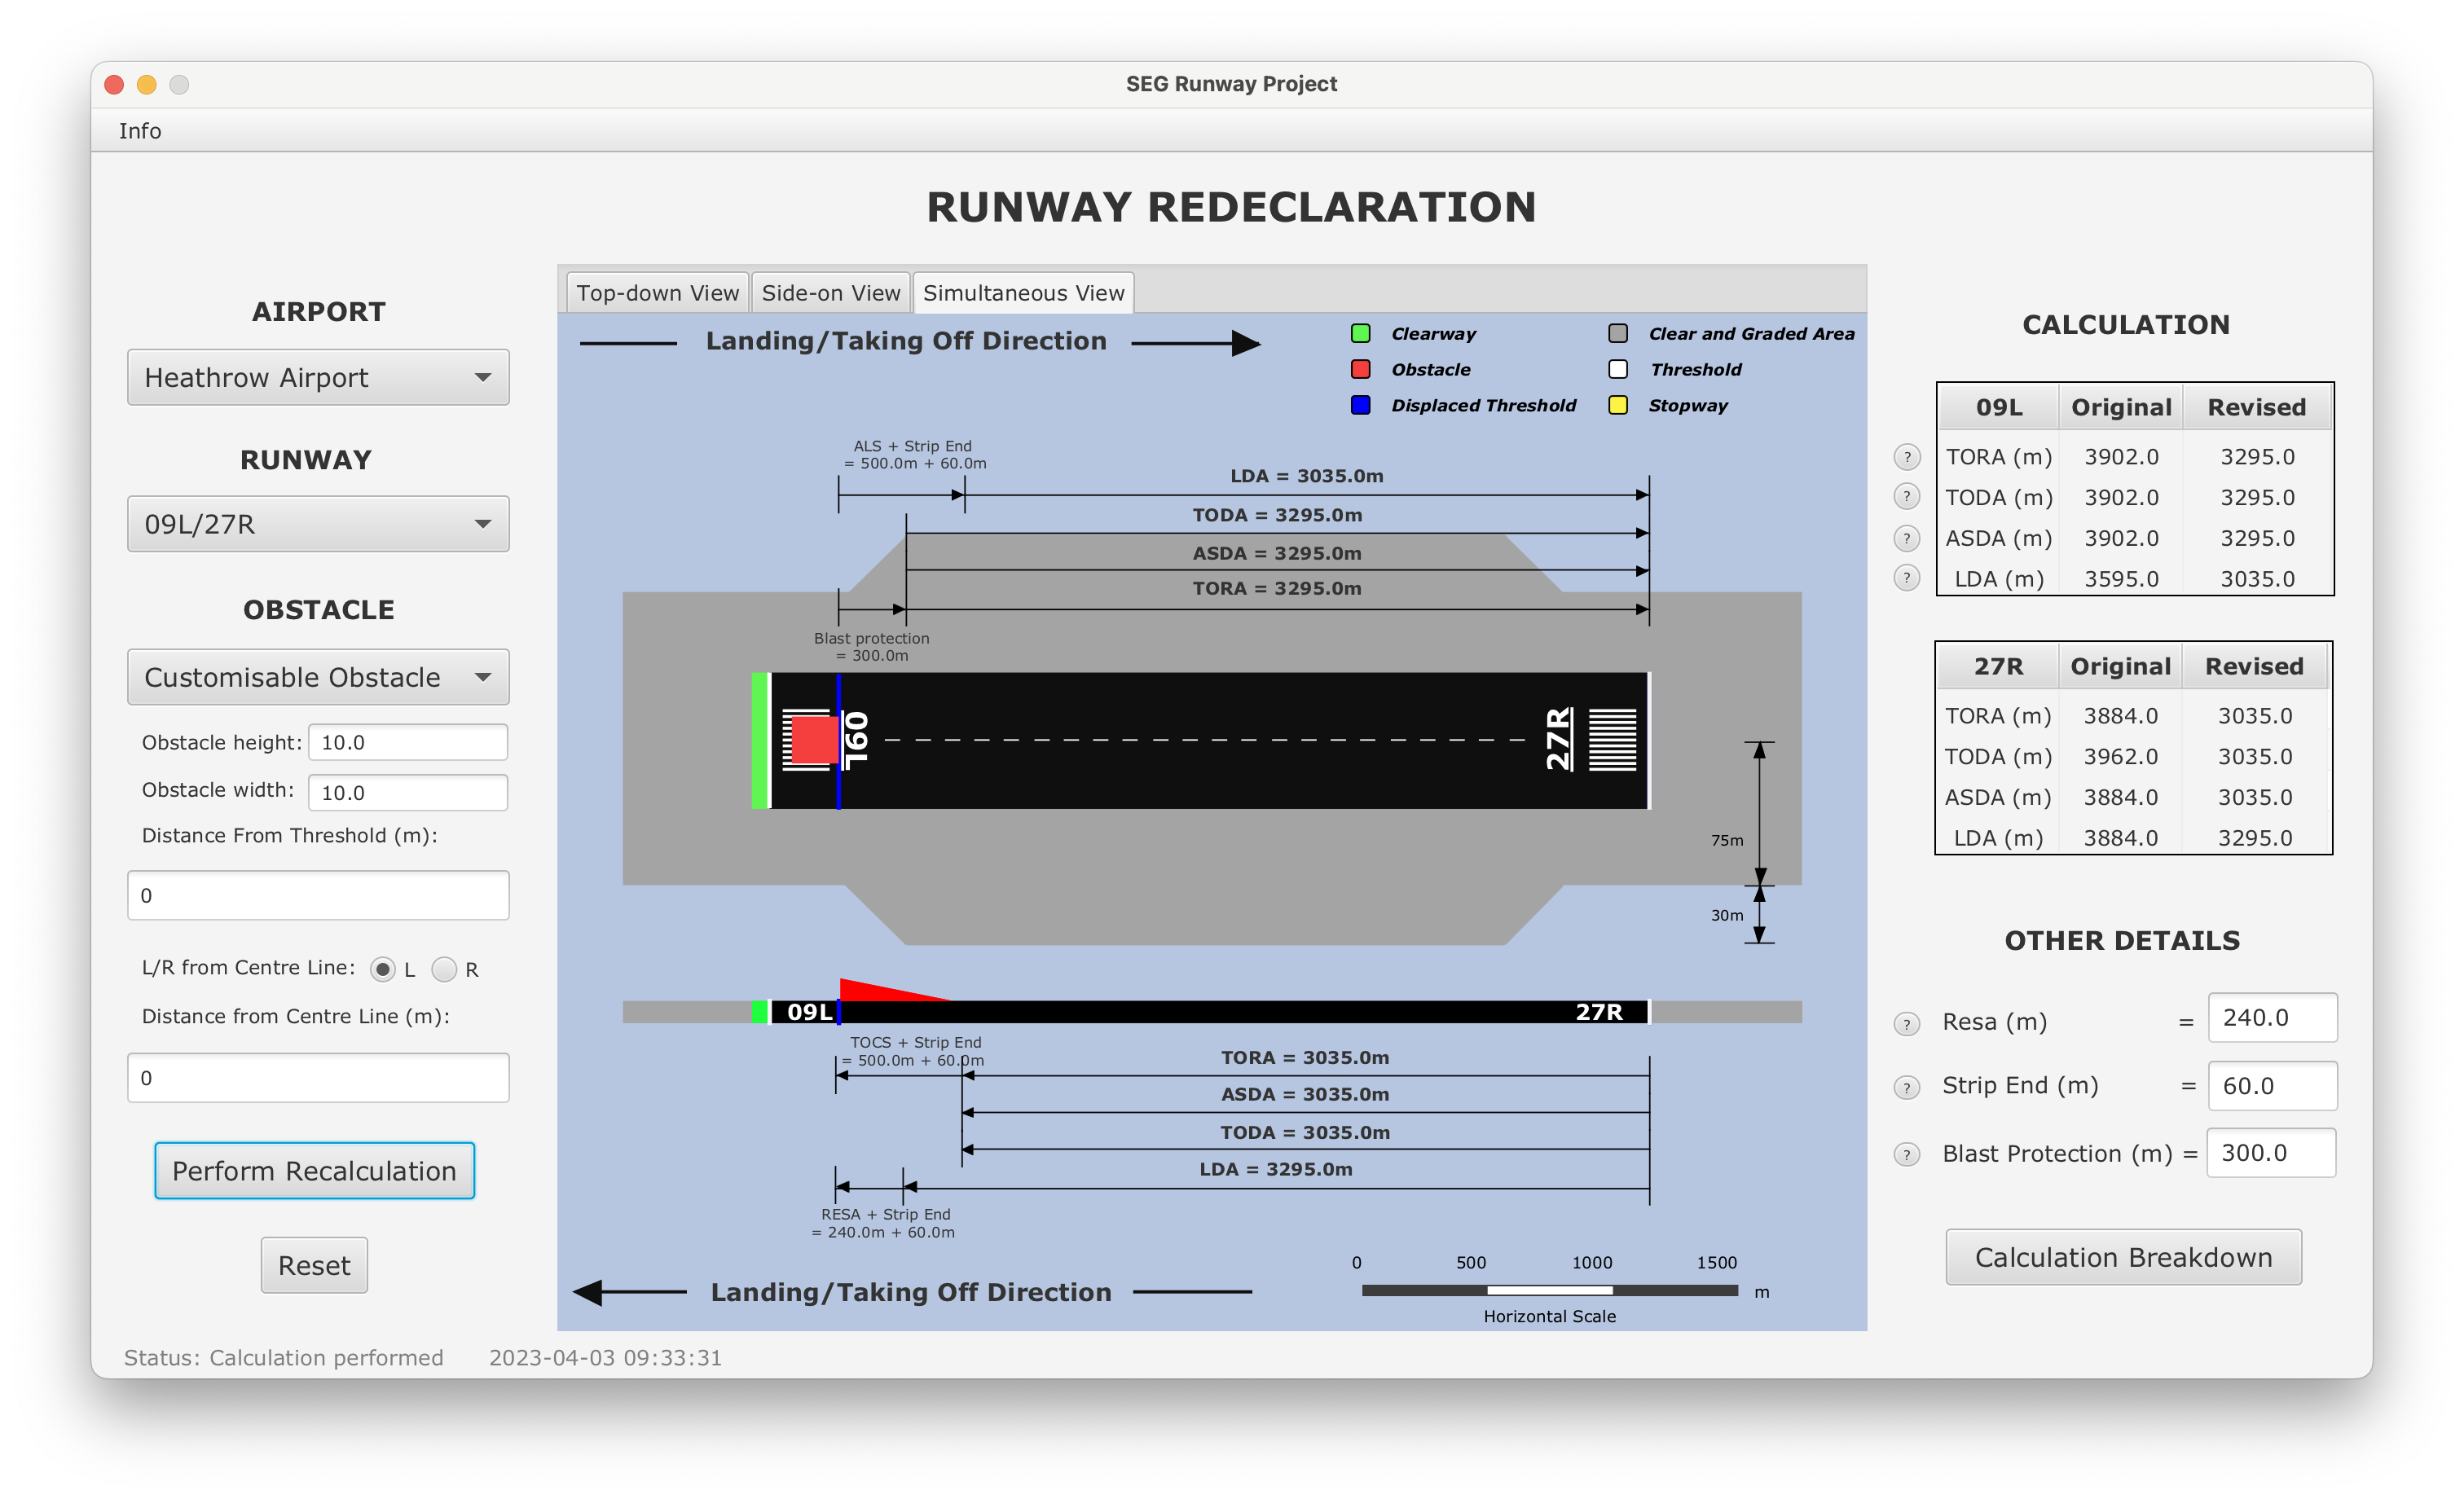 SEG Runway Project
Info
RUNWAY REDECLARATION
AIRPORT
Heathrow Airport
RUNWAY
09L/27R
OBSTACLE
Customisable Obstacle
Obstacle height: 10.0
Obstacle width: 10.0
Distance From Threshold (m):
0
L/R from Centre Line: L R
Distance from Centre Line (m):
0
Perform Recalculation
Reset
Status: Calculation performed 2023-04-03 09:33:31
Top-down View Side-on View Simultaneous View
Landing/Taking Off Direction
Clearway Clear and Graded Area
Obstacle Threshold
Displaced Threshold Stopway
ALS + Strip End
= 500.0m + 60.0m
LDA = 3035.0m
TODA = 3295.0m
ASDA = 3295.0m
TORA = 3295.0m
Blast protection
= 300.0m
09L
27R
75m
30m
09L 27R
TOCS + Strip End
= 500.0m + 60.0m
TORA = 3035.0m
ASDA = 3035.0m
TODA = 3035.0m
LDA = 3295.0m
RESA + Strip End
= 240.0m + 60.0m
Landing/Taking Off Direction
0 500 1000 1500
m
Horizontal Scale
CALCULATION
09L Original Revised
? TORA (m) 3902.0 3295.0
? TODA (m) 3902.0 3295.0
? ASDA (m) 3902.0 3295.0
? LDA (m) 3595.0 3035.0
27R Original Revised
TORA (m) 3884.0 3035.0
TODA (m) 3962.0 3035.0
ASDA (m) 3884.0 3035.0
LDA (m) 3884.0 3295.0
OTHER DETAILS
? Resa (m) = 240.0
? Strip End (m) = 60.0
? Blast Protection (m) = 300.0
Calculation Breakdown